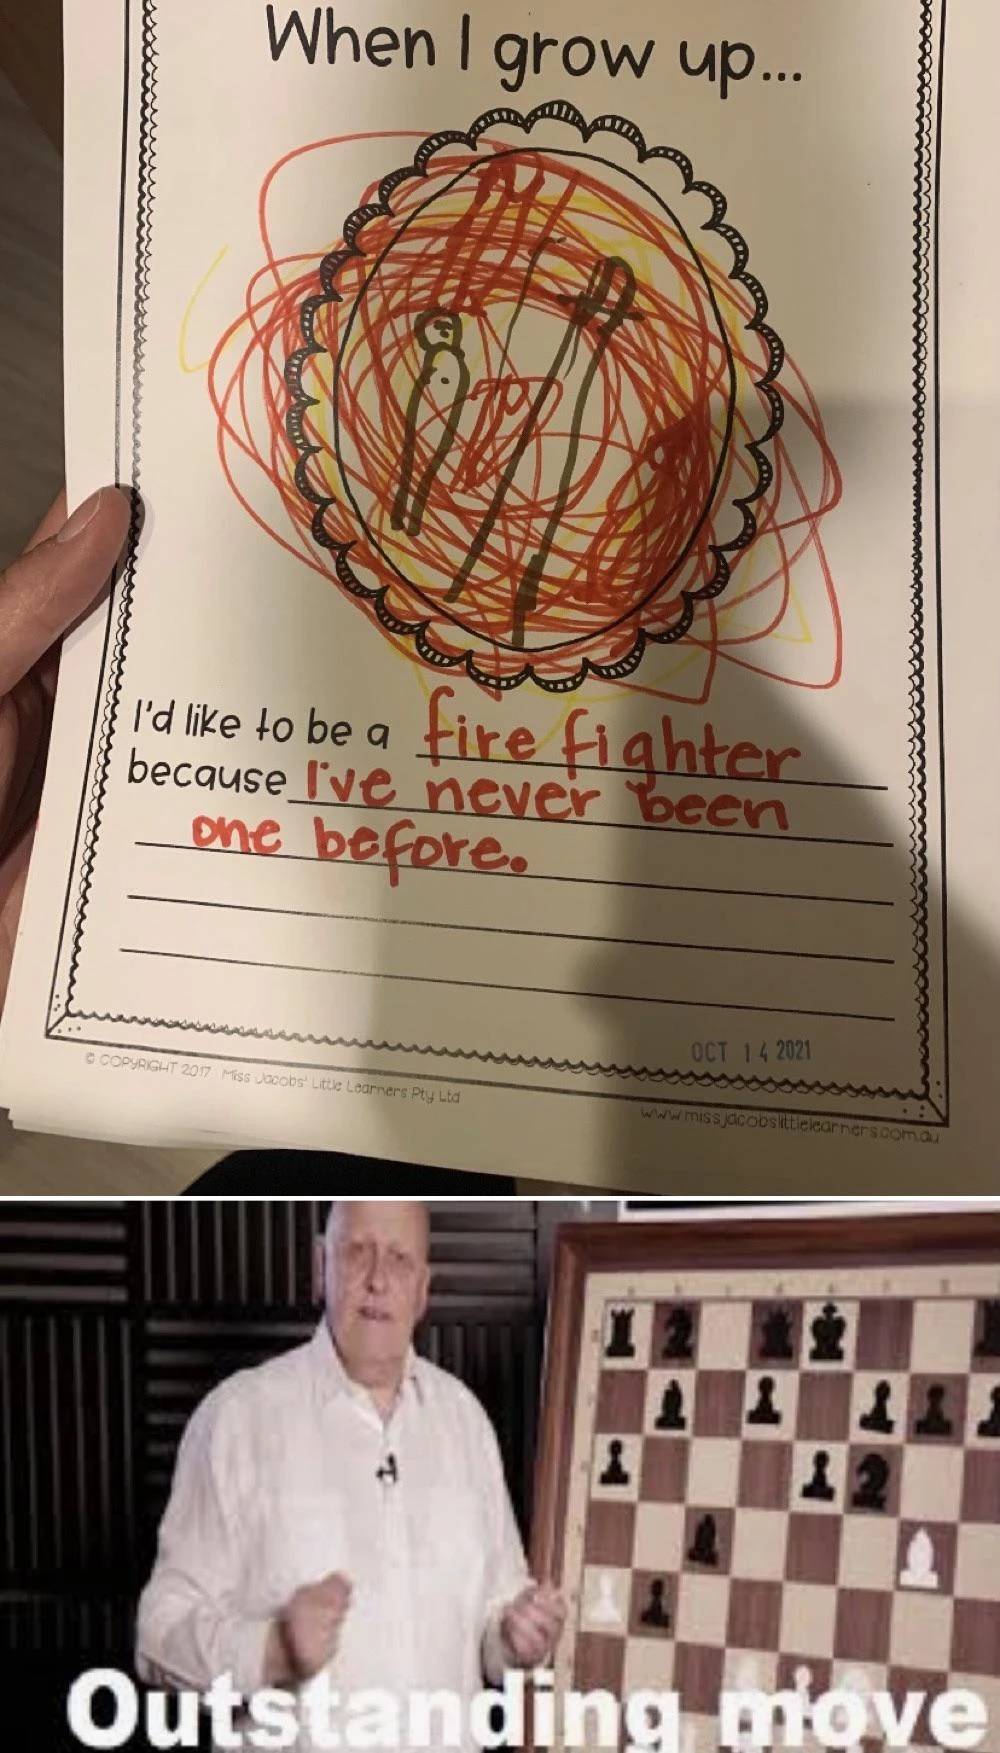 When I grow up...
I'd like to be a fire fighter
because I've never been
one before.
OCT 14 2021
© COPYRIGHT 2017 Miss Jacobs' Little Learners Pty Ltd
www.missjacobslittlelearners.com.au
Outstanding move